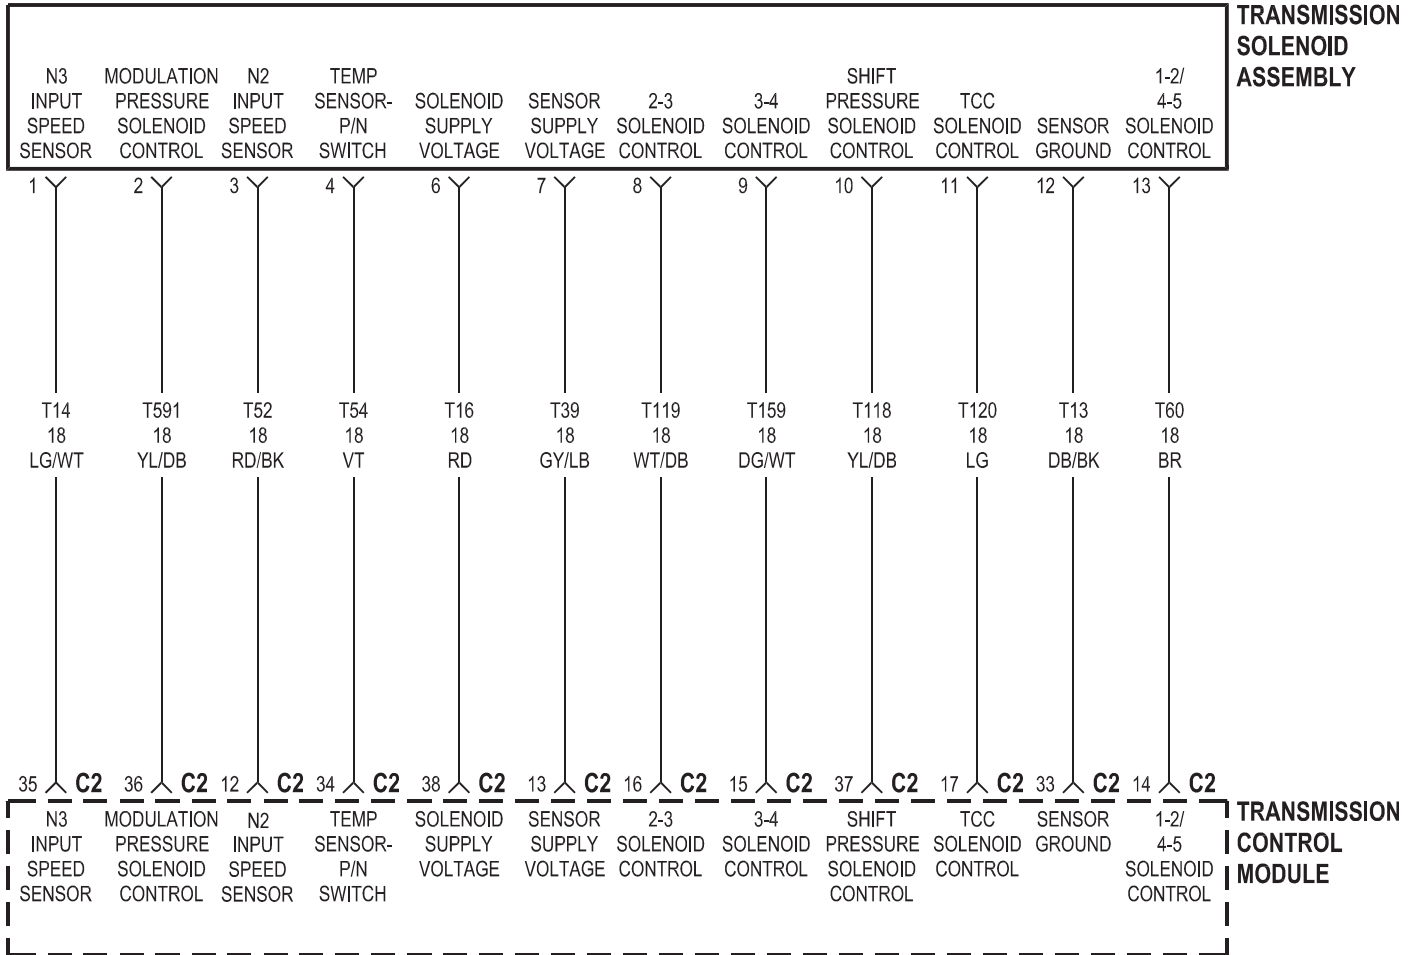 TRANSMISSION
SOLENOID
ASSEMBLY
N3
INPUT
SPEED
SENSOR
MODULATION
PRESSURE
SOLENOID
CONTROL
N2
INPUT
SPEED
SENSOR
TEMP
SENSOR-
P/N
SWITCH
SOLENOID
SUPPLY
VOLTAGE
SENSOR
SUPPLY
VOLTAGE
2-3
SOLENOID
CONTROL
3-4
SOLENOID
CONTROL
SHIFT
PRESSURE
SOLENOID
CONTROL
TCC
SOLENOID
CONTROL
SENSOR
GROUND
1-2/
4-5
SOLENOID
CONTROL
1 2 3 4 6 7 8 9 10 11 12 13
T14
18
LG/WT
T591
18
YL/DB
T52
18
RD/BK
T54
18
VT
T16
18
RD
T39
18
GY/LB
T119
18
WT/DB
T159
18
DG/WT
T118
18
YL/DB
T120
18
LG
T13
18
DB/BK
T60
18
BR
35 C2 36 C2 12 C2 34 C2 38 C2 13 C2 16 C2 15 C2 37 C2 17 C2 33 C2 14 C2
N3
INPUT
SPEED
SENSOR
MODULATION
PRESSURE
SOLENOID
CONTROL
N2
INPUT
SPEED
SENSOR
TEMP
SENSOR-
P/N
SWITCH
SOLENOID
SUPPLY
VOLTAGE
SENSOR
SUPPLY
VOLTAGE
2-3
SOLENOID
CONTROL
3-4
SOLENOID
CONTROL
SHIFT
PRESSURE
SOLENOID
CONTROL
TCC
SOLENOID
CONTROL
SENSOR
GROUND
1-2/
4-5
SOLENOID
CONTROL
TRANSMISSION
CONTROL
MODULE